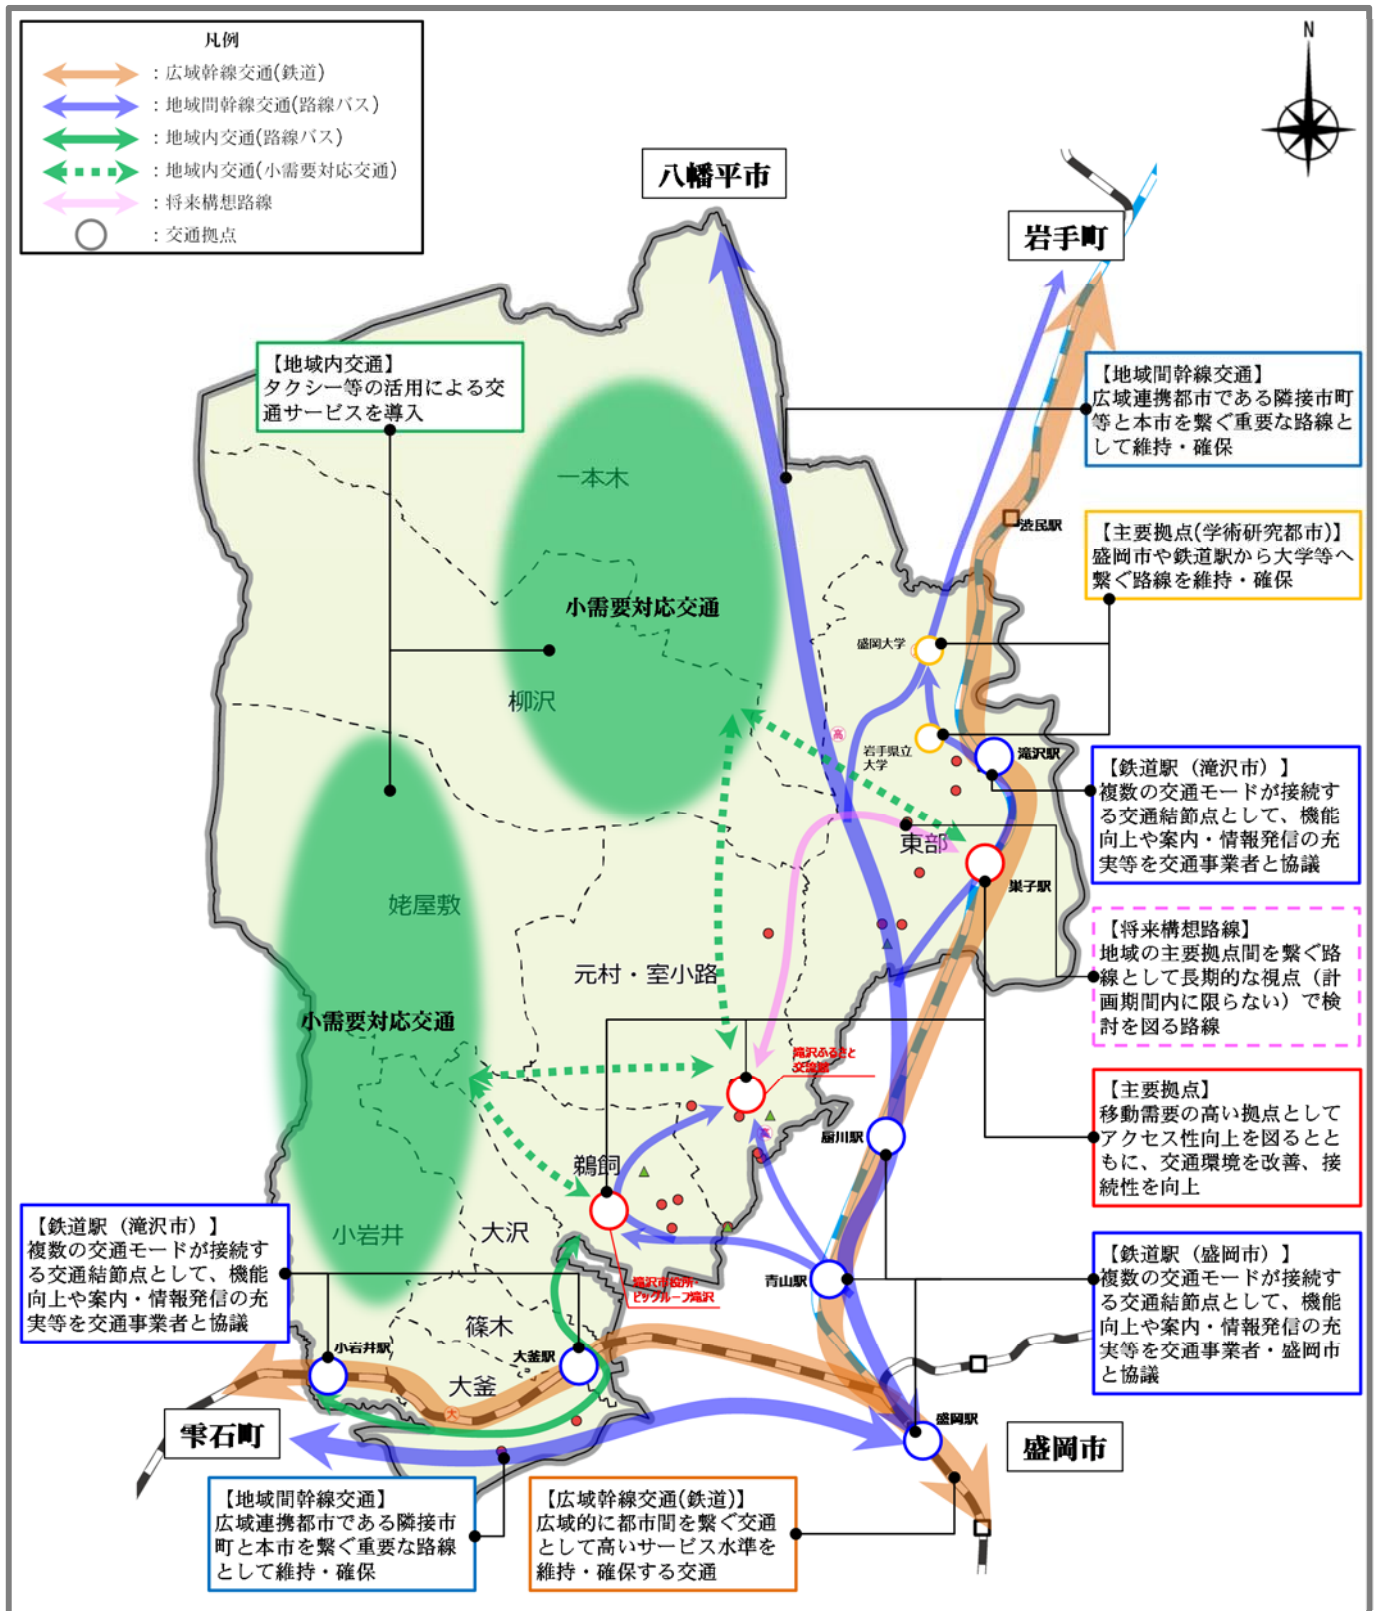 凡例
：広域幹線交通(鉄道)
：地域間幹線交通(路線バス)
：地域内交通(路線バス)
：地域内交通(小需要対応交通)
：将来構想路線
：交通拠点
N
八幡平市
岩手町
【地域内交通】
タクシー等の活用による交
通サービスを導入
【地域間幹線交通】
広域連携都市である隣接市町
等と本市を繋ぐ重要な路線と
して維持・確保
一本木
渋民駅
【主要拠点(学術研究都市)】
盛岡市や鉄道駅から大学等へ
繋ぐ路線を維持・確保
小需要対応交通
盛岡大学
柳沢
高
岩手県立
大学
滝沢駅
【鉄道駅（滝沢市）】
複数の交通モードが接続す
る交通結節点として、機能
向上や案内・情報発信の充
実等を交通事業者と協議
東部
巣子駅
姥屋敷
【将来構想路線】
地域の主要拠点間を繋ぐ路
線として長期的な視点（計
画期間内に限らない）で検
討を図る路線
元村・室小路
小需要対応交通
滝沢ふるさと
交流館
【主要拠点】
移動需要の高い拠点として
アクセス性向上を図るとと
もに、交通環境を改善、接
続性を向上
厨川駅
高
鵜飼
大沢
小岩井
【鉄道駅（滝沢市）】
複数の交通モードが接続す
る交通結節点として、機能
向上や案内・情報発信の充
実等を交通事業者と協議
青山駅
滝沢市役所・
ビッグルーフ滝沢
【鉄道駅（盛岡市）】
複数の交通モードが接続す
る交通結節点として、機能
向上や案内・情報発信の充
実等を交通事業者・盛岡市
と協議
篠木
小岩井駅
大釜駅
大釜
大
雫石町
盛岡駅
盛岡市
【地域間幹線交通】
広域連携都市である隣接市
町と本市を繋ぐ重要な路線
として維持・確保
【広域幹線交通(鉄道)】
広域的に都市間を繋ぐ交通
として高いサービス水準を
維持・確保する交通